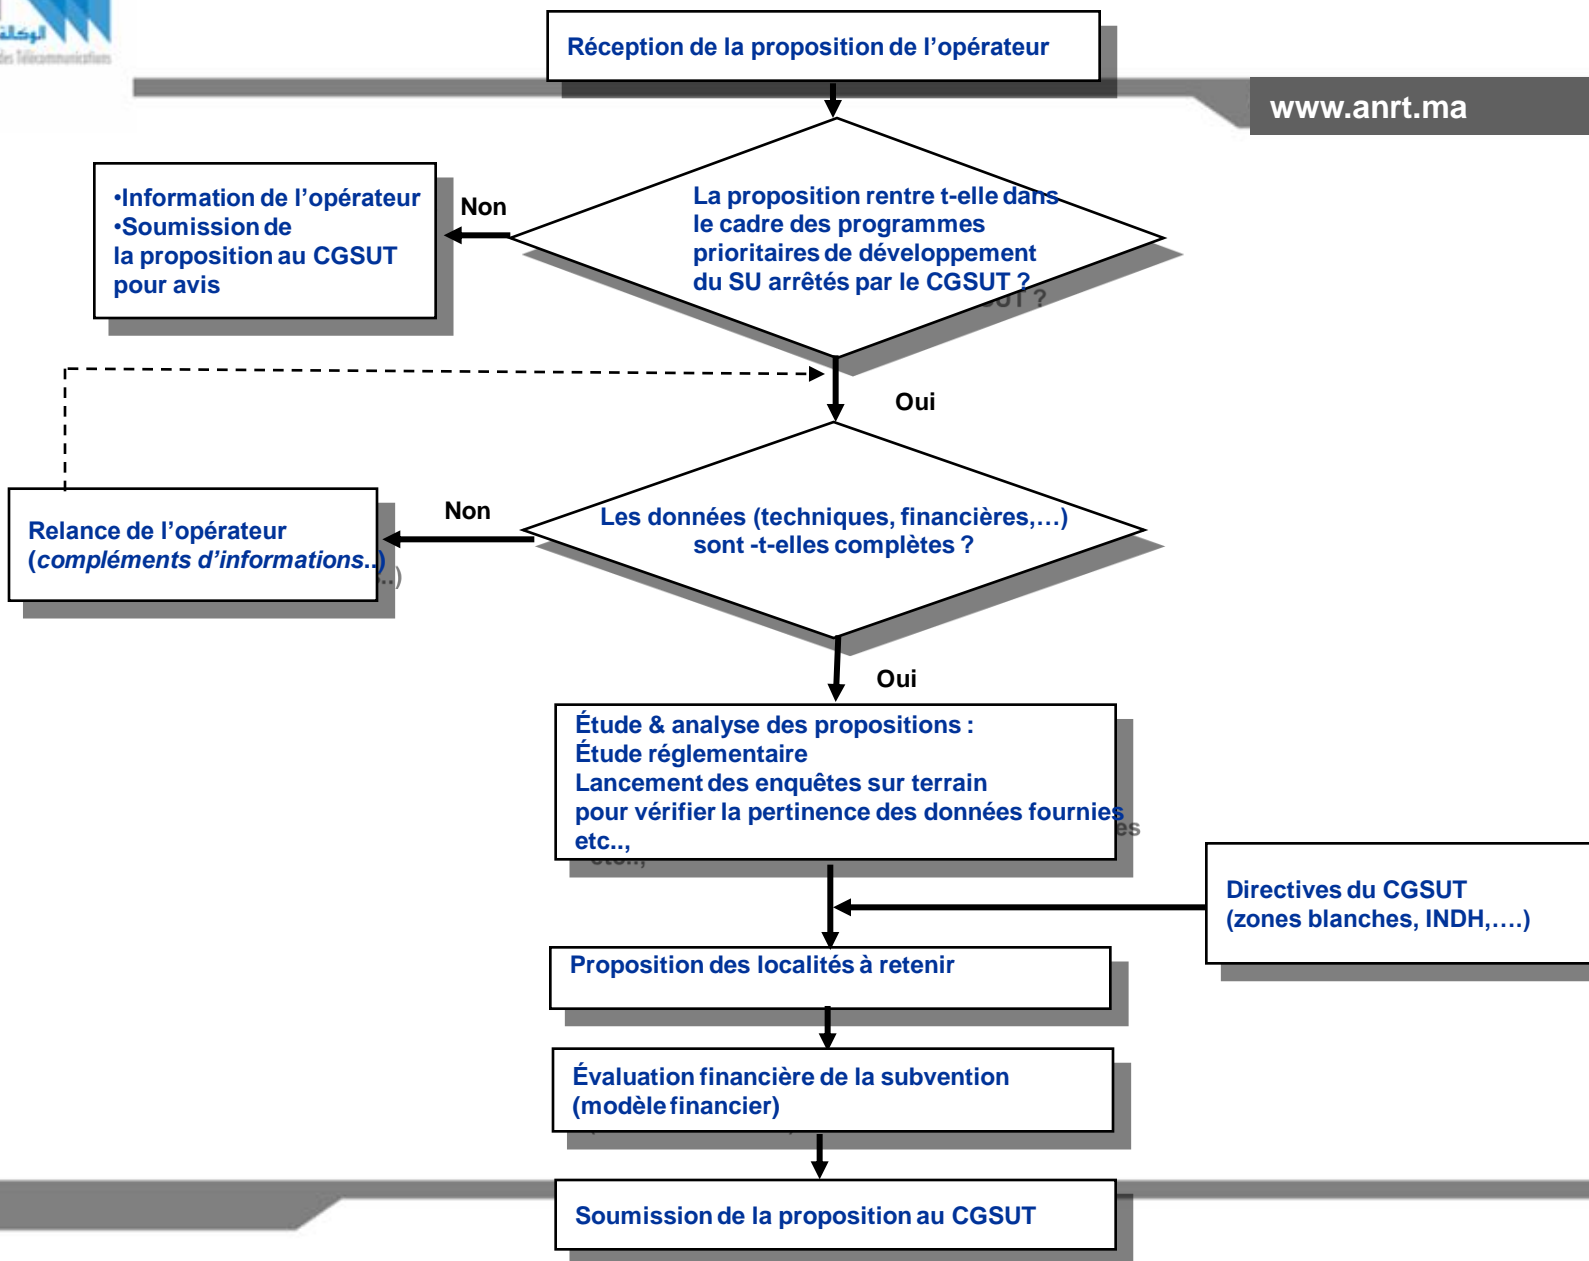 الوكالة
des Télécommunications
Réception de la proposition de l’opérateur
www.anrt.ma
•Information de l’opérateur
•Soumission de
la proposition au CGSUT
pour avis
Non
La proposition rentre t-elle dans
le cadre des programmes
prioritaires de développement
du SU arrêtés par le CGSUT ?
Oui
Relance de l’opérateur
(compléments d’informations..)
Non
Les données (techniques, financières,…)
sont -t-elles complètes ?
Oui
Étude & analyse des propositions :
Étude réglementaire
Lancement des enquêtes sur terrain
pour vérifier la pertinence des données fournies
etc..,
Directives du CGSUT
(zones blanches, INDH,….)
Proposition des localités à retenir
Évaluation financière de la subvention
(modèle financier)
Soumission de la proposition au CGSUT